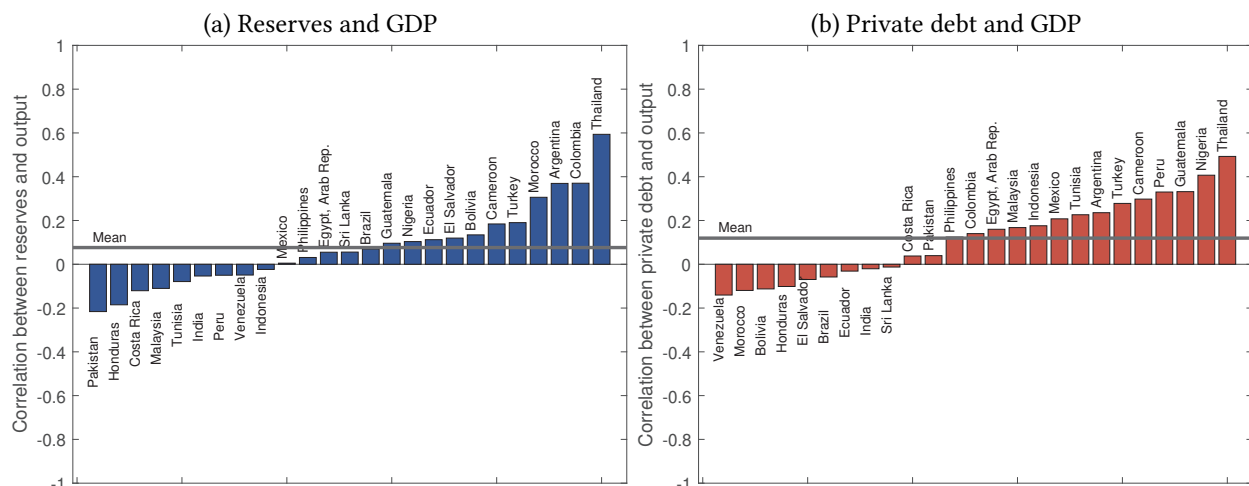 (a) Reserves and GDP
Correlation between reserves and output
1
0.8
0.6
0.4
0.2
0
-0.2
-0.4
-0.6
-0.8
-1
Mean
Pakistan
Honduras
Costa Rica
Malaysia
Tunisia
India
Peru
Venezuela
Indonesia
Mexico
Philippines
Egypt, Arab Rep.
Sri Lanka
Brazil
Guatemala
Nigeria
Ecuador
El Salvador
Bolivia
Cameroon
Turkey
Morocco
Argentina
Colombia
Thailand
(b) Private debt and GDP
Correlation between private debt and output
1
0.8
0.6
0.4
0.2
0
-0.2
-0.4
-0.6
-0.8
-1
Mean
Venezuela
Morocco
Bolivia
Honduras
El Salvador
Brazil
Ecuador
India
Sri Lanka
Costa Rica
Pakistan
Philippines
Colombia
Egypt, Arab Rep.
Malaysia
Indonesia
Mexico
Tunisia
Argentina
Turkey
Cameroon
Peru
Guatemala
Nigeria
Thailand